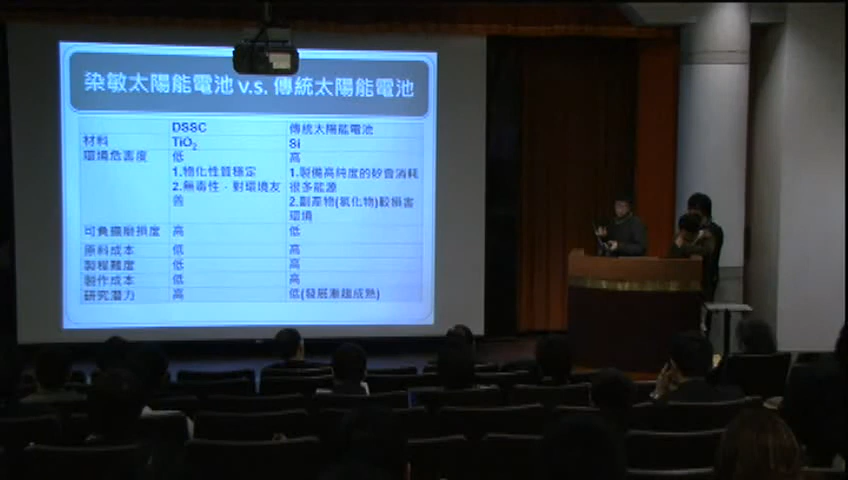 染敏太陽能電池 v.s. 傳統太陽能電池
DSSC 傳統太陽能電池
材料 TiO2 Si
環境危害度 低 高
1.物化性質穩定 1.製備高純度的矽會消耗
2.無毒性，對環境友 很多能源
善 2.副產物(氯化物)較損害
環境
可負擔磨損度 高 低
原料成本 低 高
製程難度 低 高
製作成本 低 高
研究潛力 高 低(發展漸趨成熟)